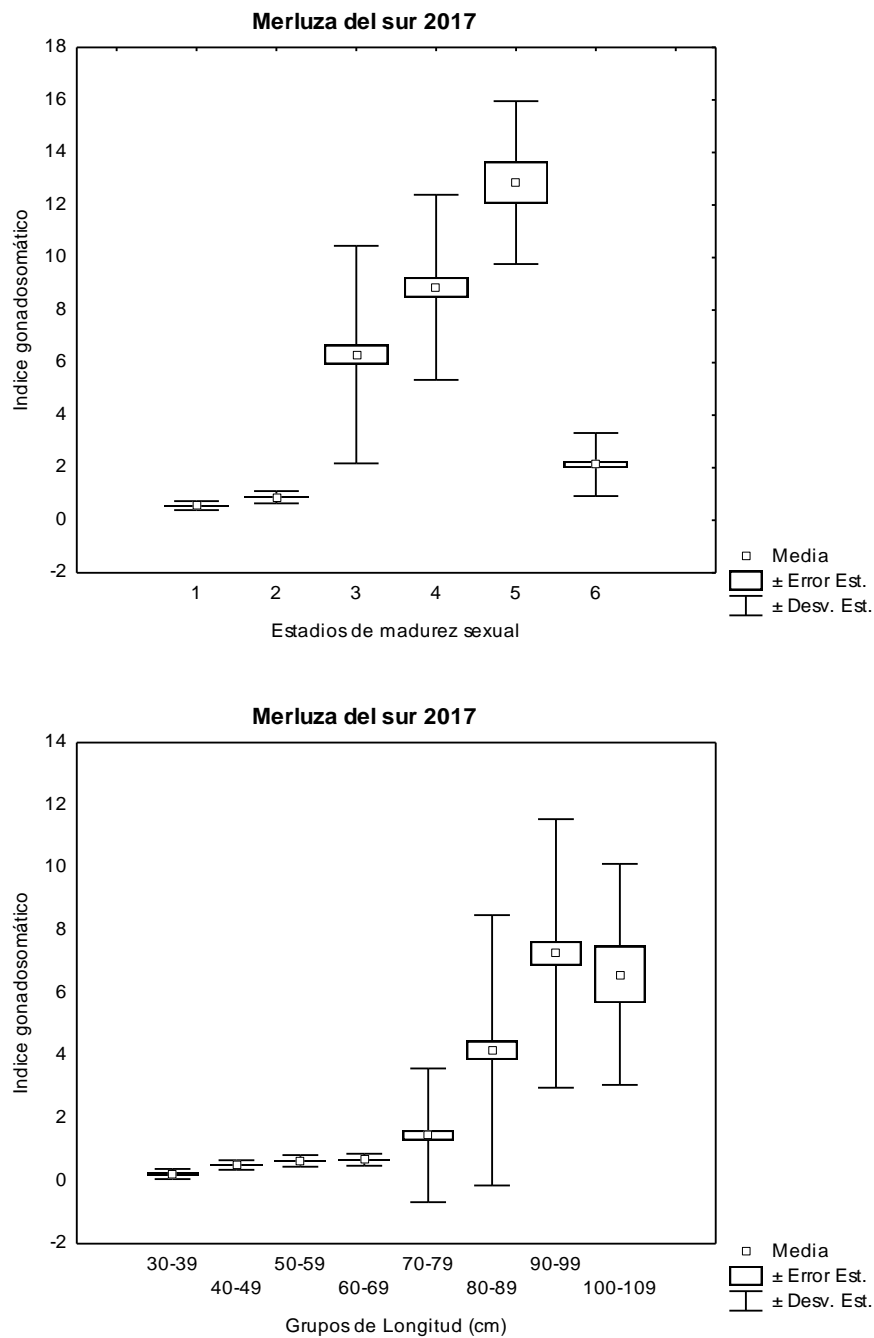 Merluza del sur 2017
18
16
14
12
10
8
6
4
2
0
-2
Indice gonadosomático
1 2 3 4 5 6
Estadios de madurez sexual
Media
± Error Est.
± Desv. Est.
Merluza del sur 2017
14
12
10
8
6
4
2
0
-2
Indice gonadosomático
30-39 50-59 70-79 90-99
40-49 60-69 80-89 100-109
Grupos de Longitud (cm)
Media
± Error Est.
± Desv. Est.